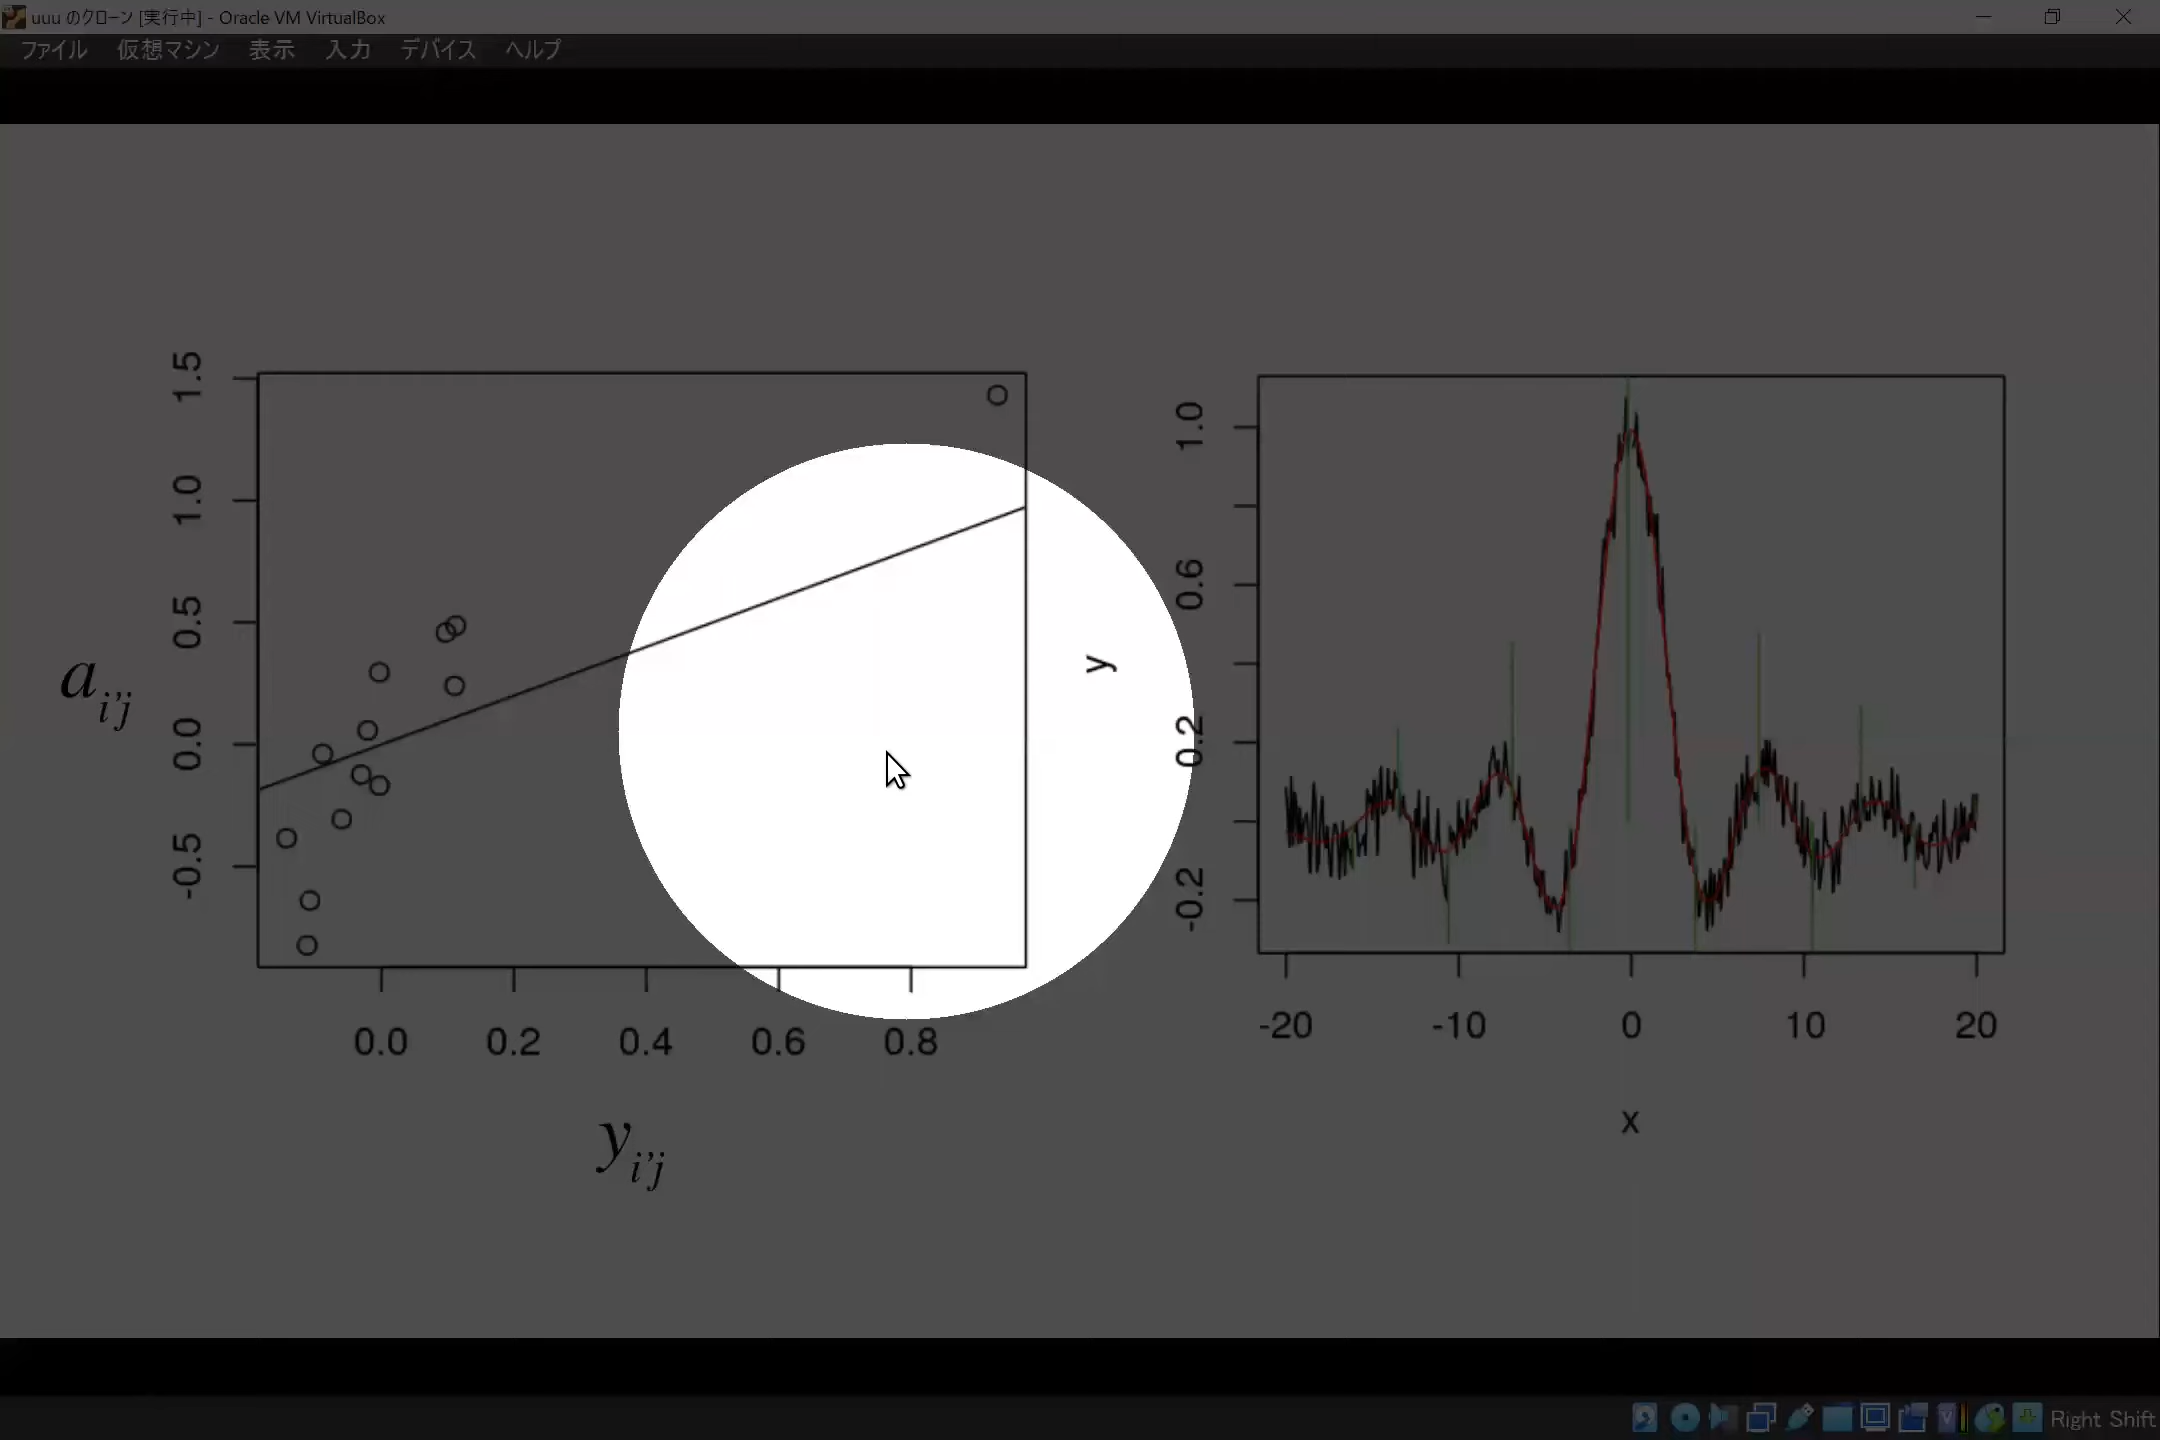 uuu のクローン [実行中] - Oracle VM VirtualBox
ファイル 仮想マシン 表示 入力 デバイス ヘルプ
1.5
1.0
0.5
0.0
-0.5
a i'j
0.0 0.2 0.4 0.6 0.8
y i'j
y
1.0
0.6
0.2
-0.2
-20 -10 0 10 20
x
Right Shift